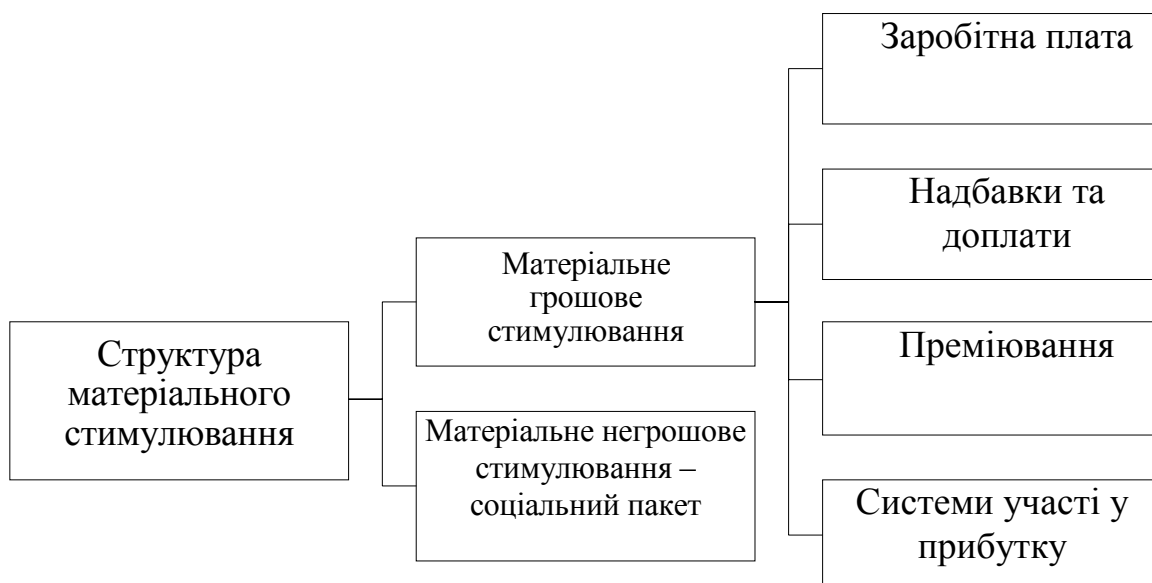 Структура
матеріального
стимулювання
Матеріальне
грошове
стимулювання
Матеріальне негрошове
стимулювання –
соціальний пакет
Заробітна плата
Надбавки та
доплати
Преміювання
Системи участі у
прибутку